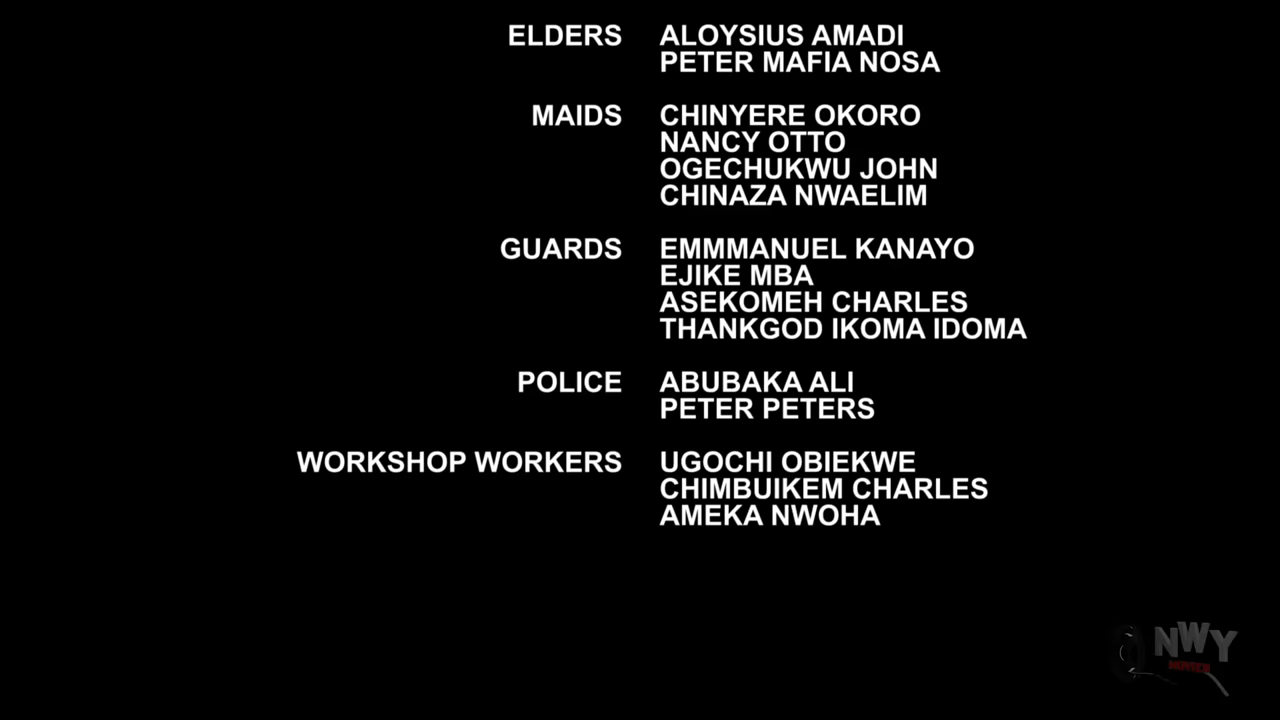 ELDERS ALOYSIUS AMADI
PETER MAFIA NOSA
MAIDS CHINYERE OKORO
NANCY OTTO
OGECHUKWU JOHN
CHINAZA NWAELIM
GUARDS EMMMANUEL KANAYO
EJIKE MBA
ASEKOMEH CHARLES
THANKGOD IKOMA IDOMA
POLICE ABUBAKA ALI
PETER PETERS
WORKSHOP WORKERS UGOCHI OBIEKWE
CHIMBUIKEM CHARLES
AMEKA NWOHA
NWY